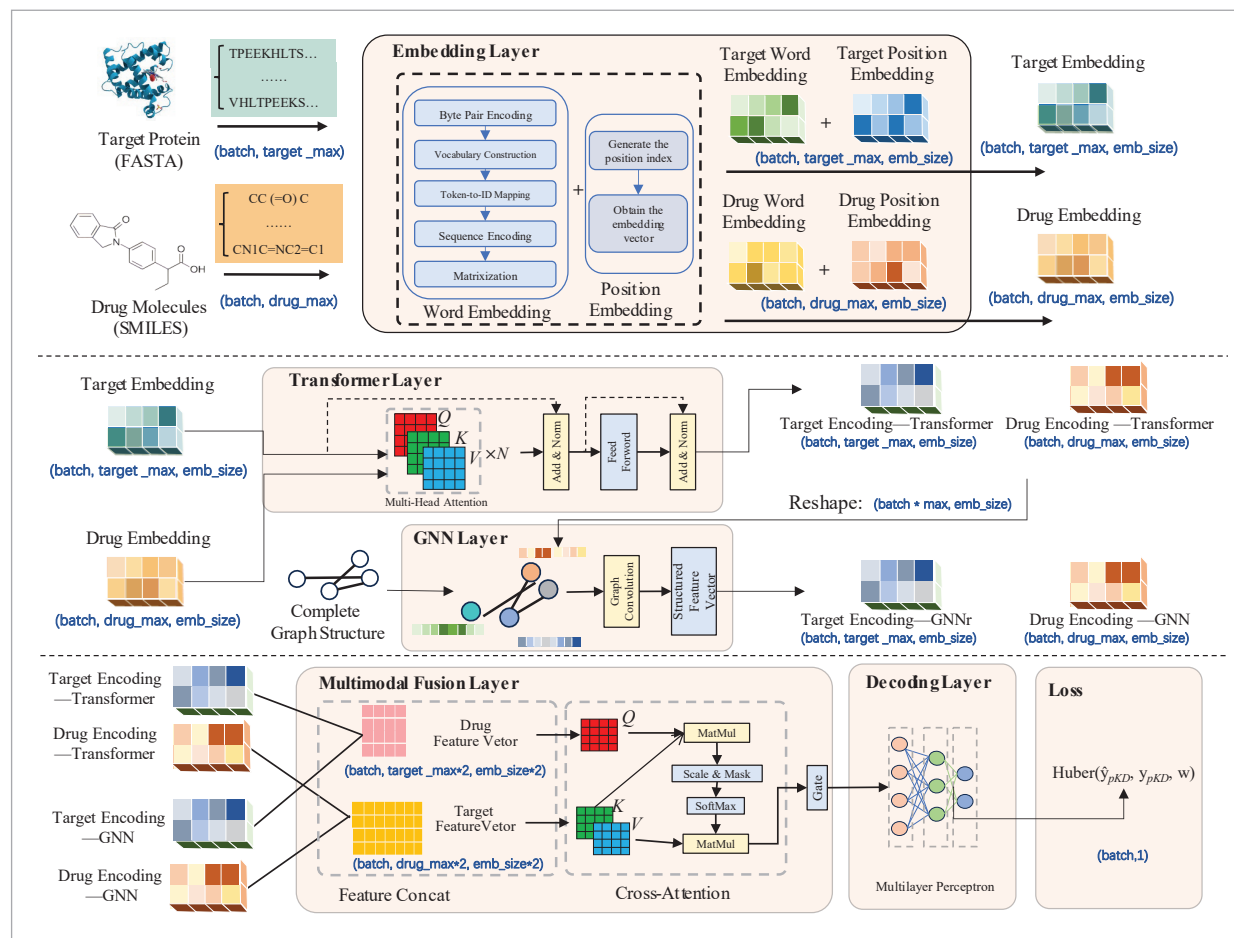 TPEEKHLTS…
……
VHLTPEEKS…
Target Protein
(FASTA)
(batch, target _max)
CC (=O) C
……
CN1C=NC2=C1
O
N
O
OH
Drug Molecules
(SMILES)
(batch, drug_max)
Embedding Layer
Byte Pair Encoding
Vocabulary Construction
Token-to-ID Mapping
Sequence Encoding
Matrixization
Word Embedding
+
Generate the
position index
Obtain the
embedding
vector
Position
Embedding
Target Word
Embedding
+
Target Position
Embedding
(batch, target _max, emb_size)
Drug Word
Embedding
+
Drug Position
Embedding
(batch, drug_max, emb_size)
Target Embedding
(batch, target _max, emb_size)
Drug Embedding
(batch, drug_max, emb_size)
Target Embedding
(batch, target _max, emb_size)
Drug Embedding
(batch, drug_max, emb_size)
Transformer Layer
Q
K
V ×N
Multi-Head Attention
Add & Norm
Feed
Forword
Add & Norm
Target Encoding—Transformer
(batch, target _max, emb_size)
Drug Encoding —Transformer
(batch, drug_max, emb_size)
Reshape: (batch * max, emb_size)
Complete
Graph Structure
GNN Layer
Graph
Convolution
Structured
Feature
Vector
Target Encoding—GNNr
(batch, target _max, emb_size)
Drug Encoding —GNN
(batch, drug_max, emb_size)
Target Encoding
—Transformer
Drug Encoding
—Transformer
Target Encoding
—GNN
Drug Encoding
—GNN
Multimodal Fusion Layer
Drug
Feature Vetor
(batch, target _max*2, emb_size*2)
Target
FeatureVetor
(batch, drug_max*2, emb_size*2)
Feature Concat
Q
K
V
MatMul
Scale & Mask
SoftMax
MatMul
Cross-Attention
Gate
Decoding Layer
Multilayer Perceptron
Loss
Huber(ŷpKD, ypKD, w)
(batch,1)